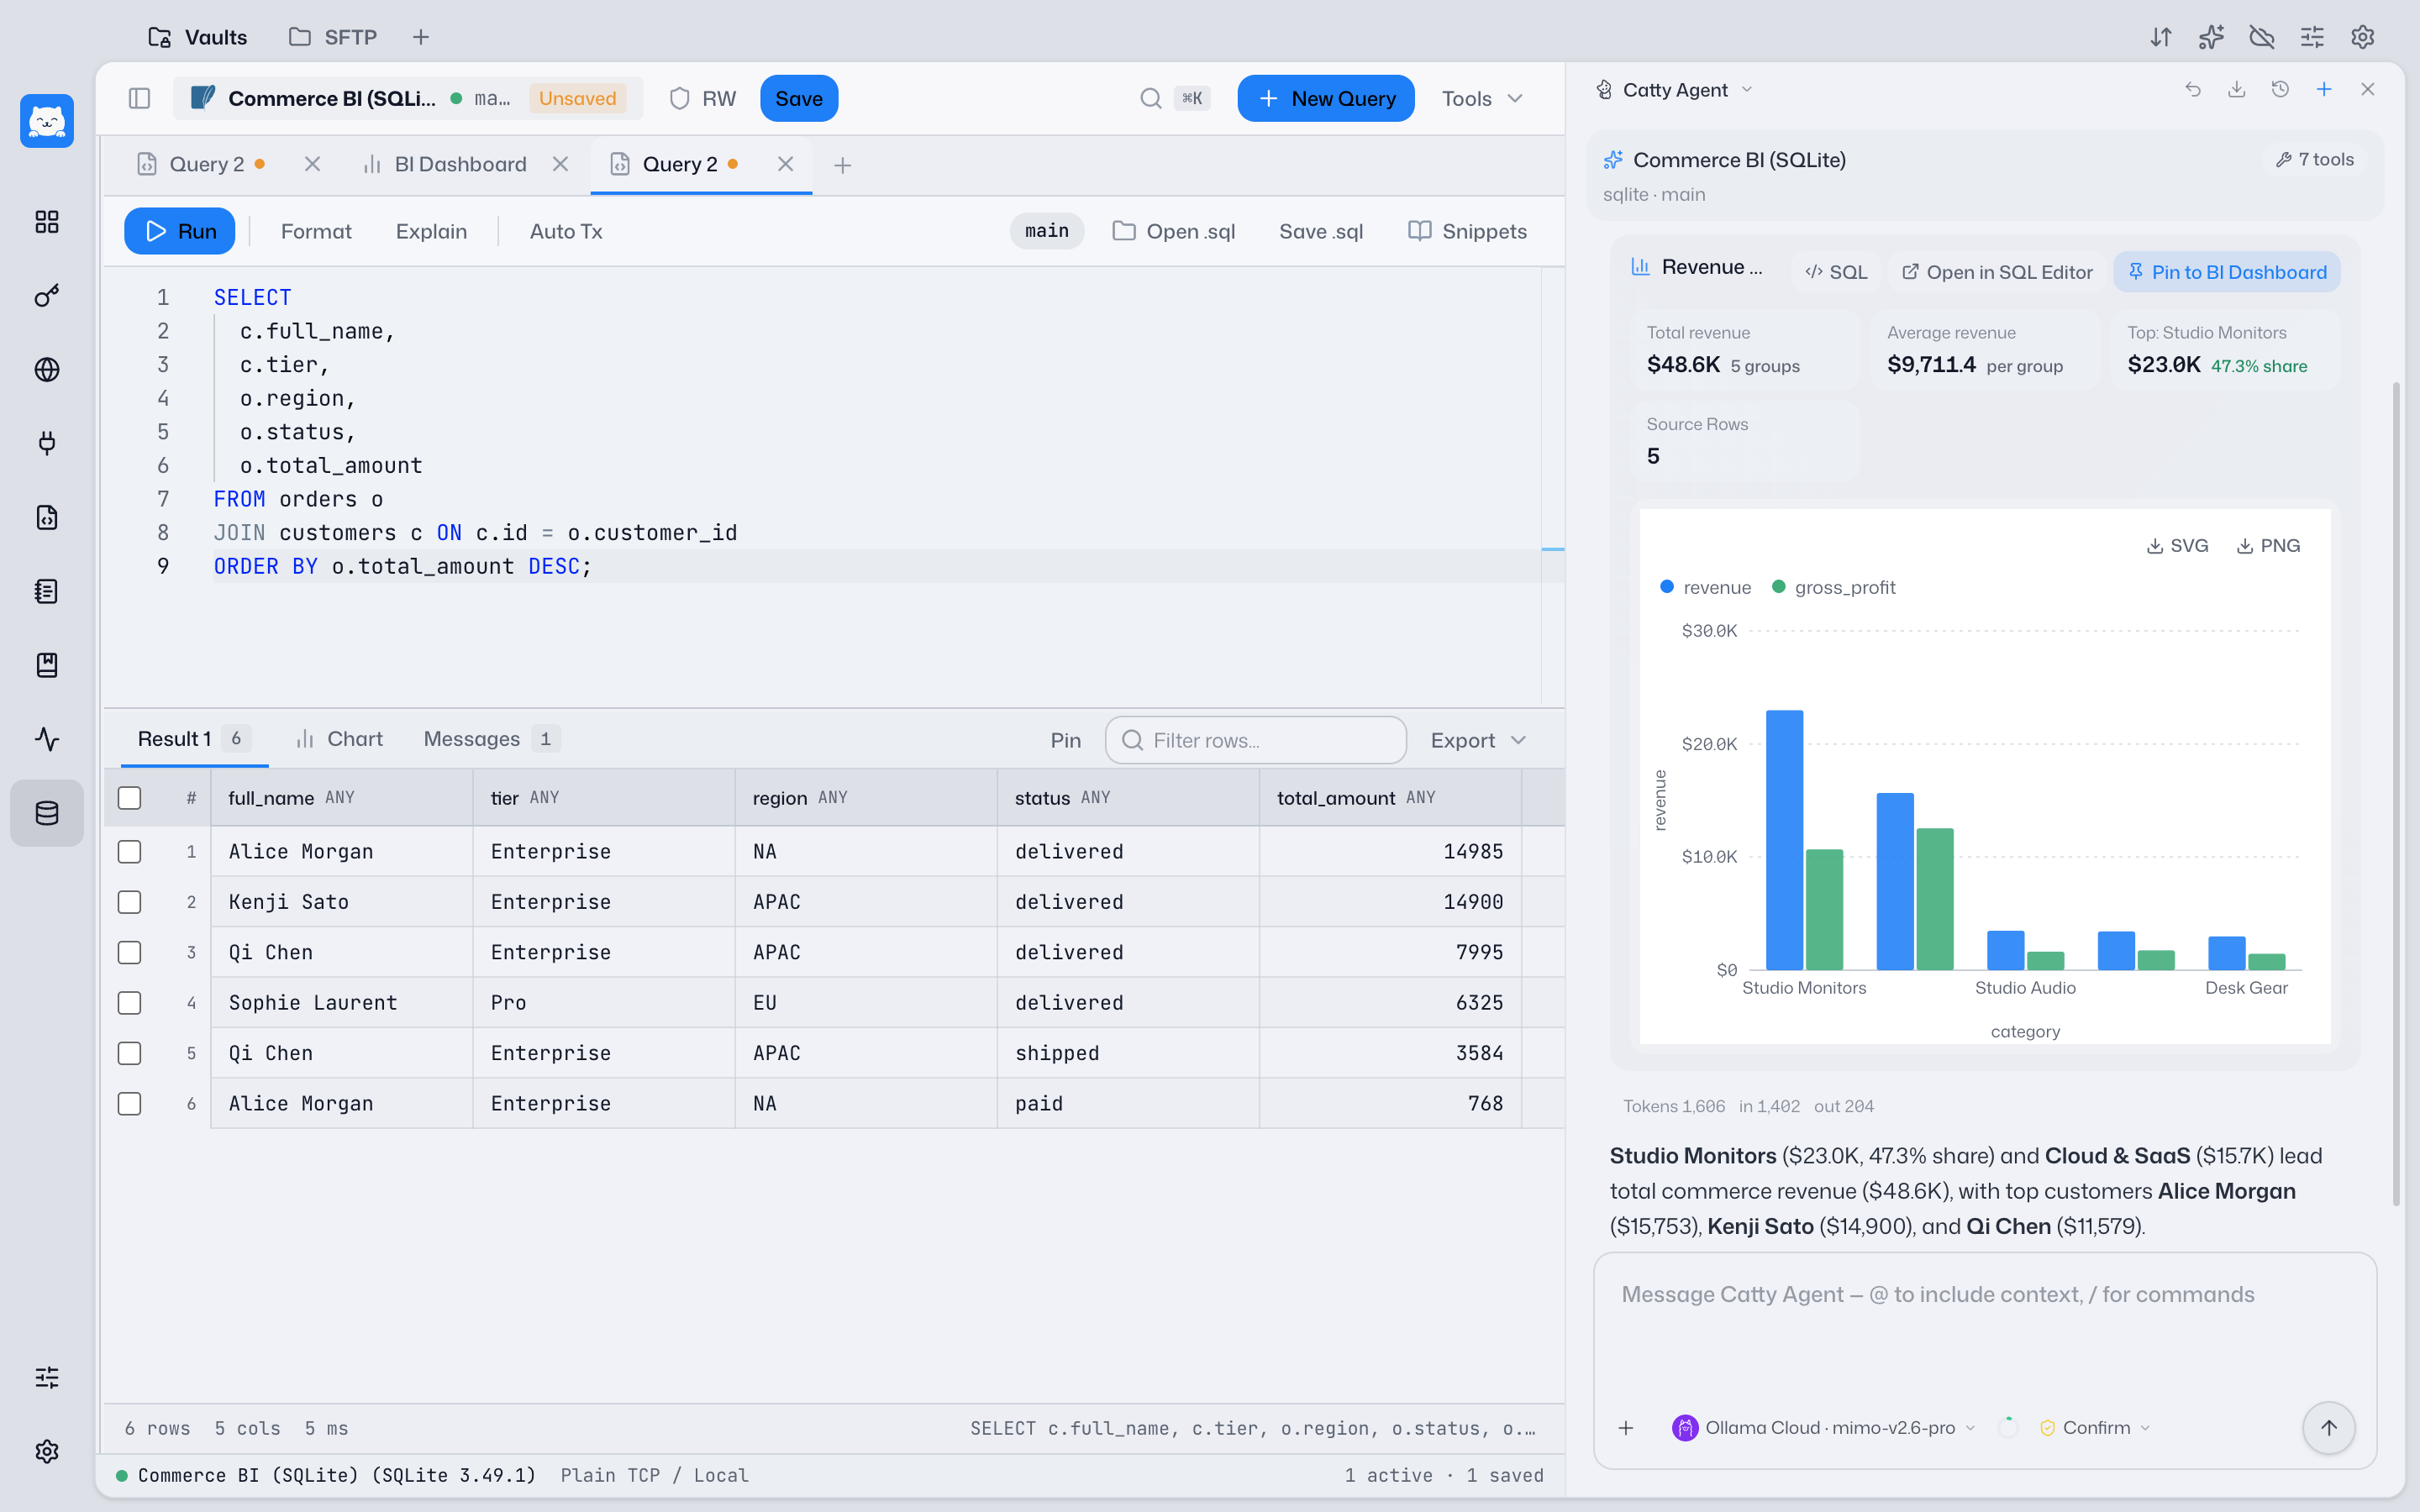 Vaults SFTP
Commerce BI (SQLi... ma... Unsaved RW Save ⌘K New Query Tools
Query 2 BI Dashboard Query 2
Run Format Explain Auto Tx main Open .sql Save .sql Snippets
1 SELECT
2 c.full_name,
3 c.tier,
4 o.region,
5 o.status,
6 o.total_amount
7 FROM orders o
8 JOIN customers c ON c.id = o.customer_id
9 ORDER BY o.total_amount DESC;
Result 1 6 Chart Messages 1 Pin Filter rows... Export
# full_name ANY tier ANY region ANY status ANY total_amount ANY
1 Alice Morgan Enterprise NA delivered 14985
2 Kenji Sato Enterprise APAC delivered 14900
3 Qi Chen Enterprise APAC delivered 7995
4 Sophie Laurent Pro EU delivered 6325
5 Qi Chen Enterprise APAC shipped 3584
6 Alice Morgan Enterprise NA paid 768
6 rows 5 cols 5 ms SELECT c.full_name, c.tier, o.region, o.status, o.…
Commerce BI (SQLite) (SQLite 3.49.1) Plain TCP / Local 1 active · 1 saved
Catty Agent
Commerce BI (SQLite) 7 tools
sqlite · main
Revenue ... SQL Open in SQL Editor Pin to BI Dashboard
Total revenue Average revenue Top: Studio Monitors
$48.6K 5 groups $9,711.4 per group $23.0K 47.3% share
Source Rows
5
SVG PNG
revenue gross_profit
$30.0K
$20.0K
$10.0K
$0
revenue
Studio Monitors Studio Audio Desk Gear
category
Tokens 1,606 in 1,402 out 204
Studio Monitors ($23.0K, 47.3% share) and Cloud & SaaS ($15.7K) lead
total commerce revenue ($48.6K), with top customers Alice Morgan
($15,753), Kenji Sato ($14,900), and Qi Chen ($11,579).
Message Catty Agent — @ to include context, / for commands
Ollama Cloud · mimo-v2.6-pro Confirm